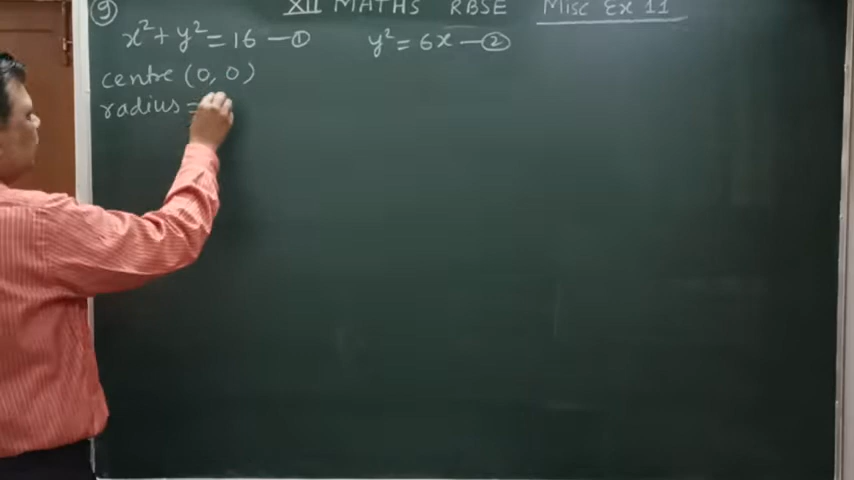 XII MATHS RBSE Misc Ex 11
9
x² + y² = 16 — ① y² = 6x — ②
centre (0, 0)
radius =